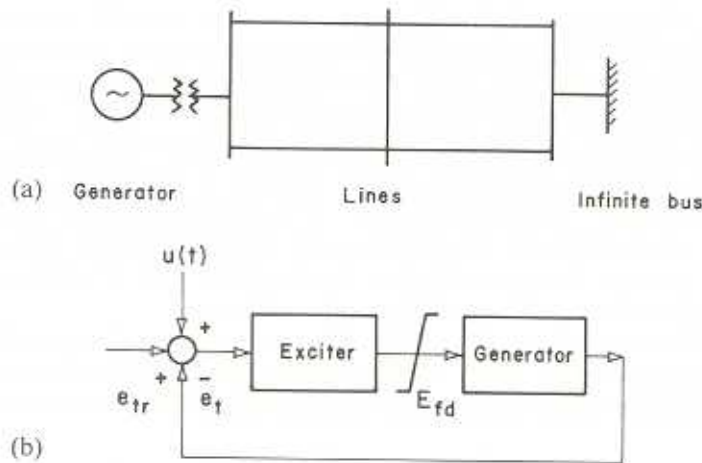 (a) Generator Lines Infinite bus
u(t)
+
Exciter Generator
+ −
e_tr e_t E_fd
(b)